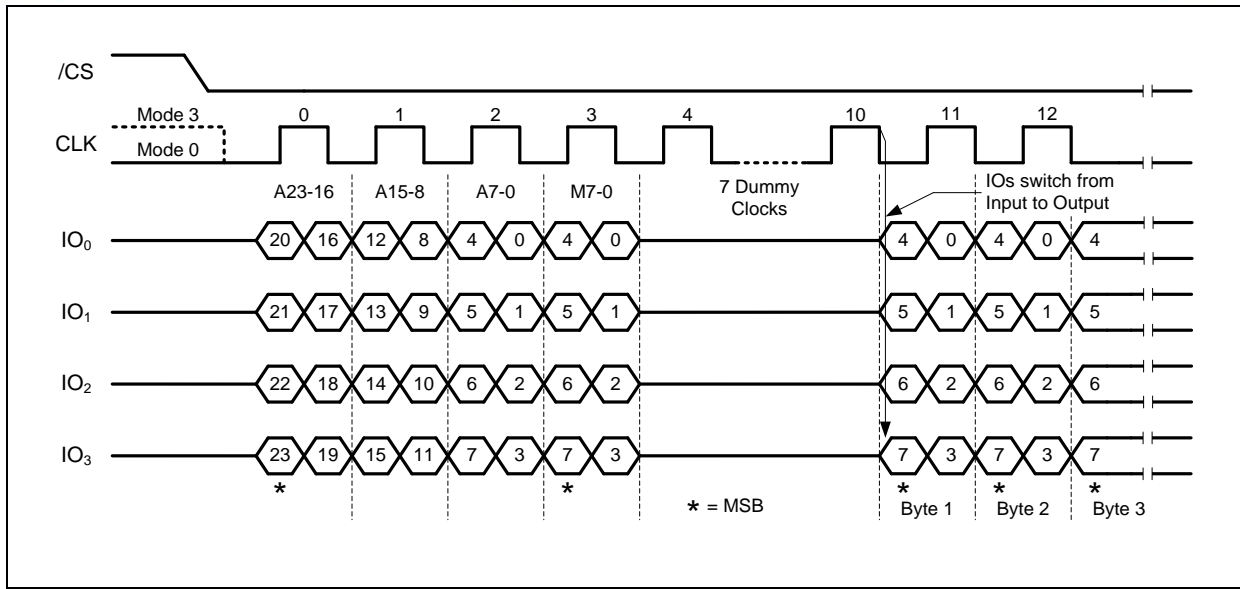 /CS
Mode 3 0 1 2 3 4 10 11 12
CLK
Mode 0
A23-16 A15-8 A7-0 M7-0 7 Dummy
Clocks
IOs switch from
Input to Output
IO₀ 20 16 12 8 4 0 4 0 4 0 4 0 4
IO₁ 21 17 13 9 5 1 5 1 5 1 5 1 5
IO₂ 22 18 14 10 6 2 6 2 6 2 6 2 6
IO₃ 23 19 15 11 7 3 7 3 7 3 7 3 7
* * * * *
* = MSB
Byte 1 Byte 2 Byte 3